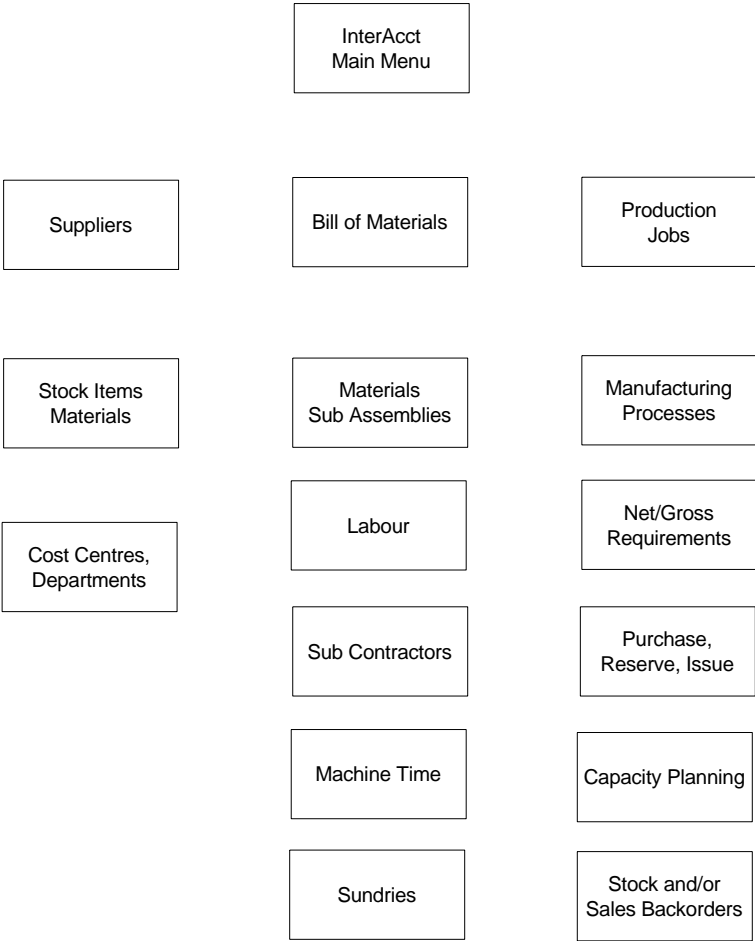 InterAcct
Main Menu
Suppliers
Bill of Materials
Production
Jobs
Stock Items
Materials
Materials
Sub Assemblies
Manufacturing
Processes
Cost Centres,
Departments
Labour
Net/Gross
Requirements
Sub Contractors
Purchase,
Reserve, Issue
Machine Time
Capacity Planning
Sundries
Stock and/or
Sales Backorders